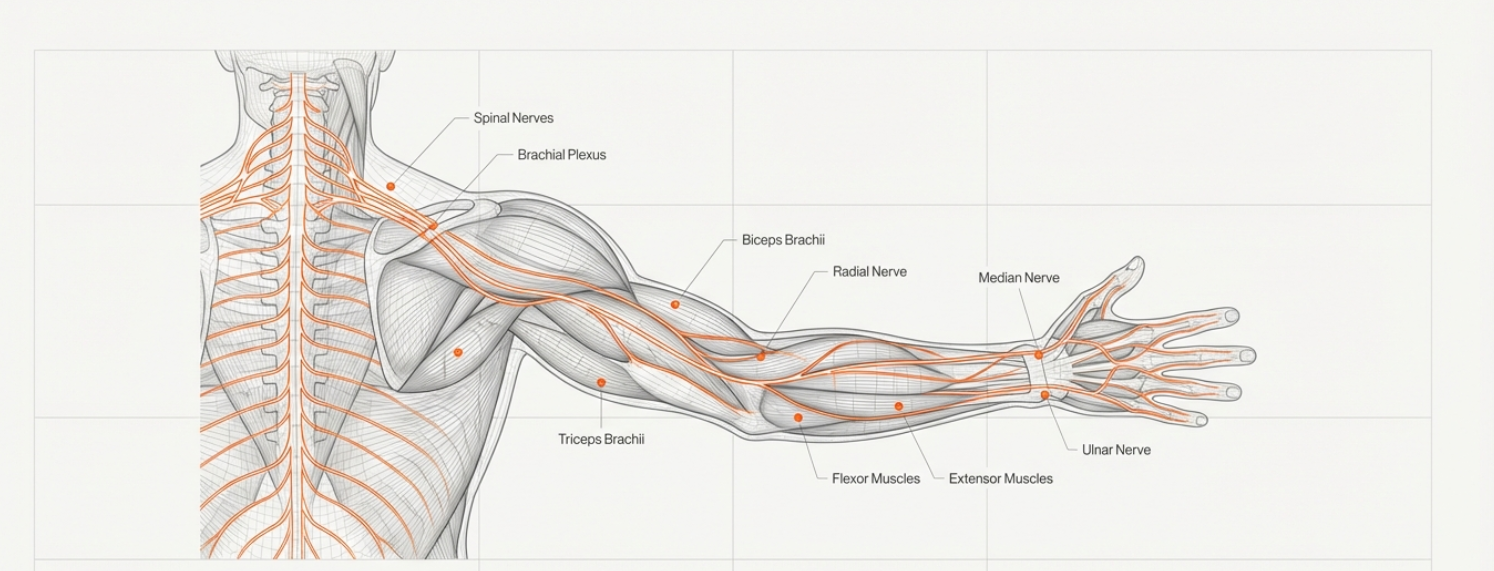 Spinal Nerves
Brachial Plexus
Biceps Brachii
Radial Nerve
Median Nerve
Triceps Brachii
Ulnar Nerve
Flexor Muscles
Extensor Muscles